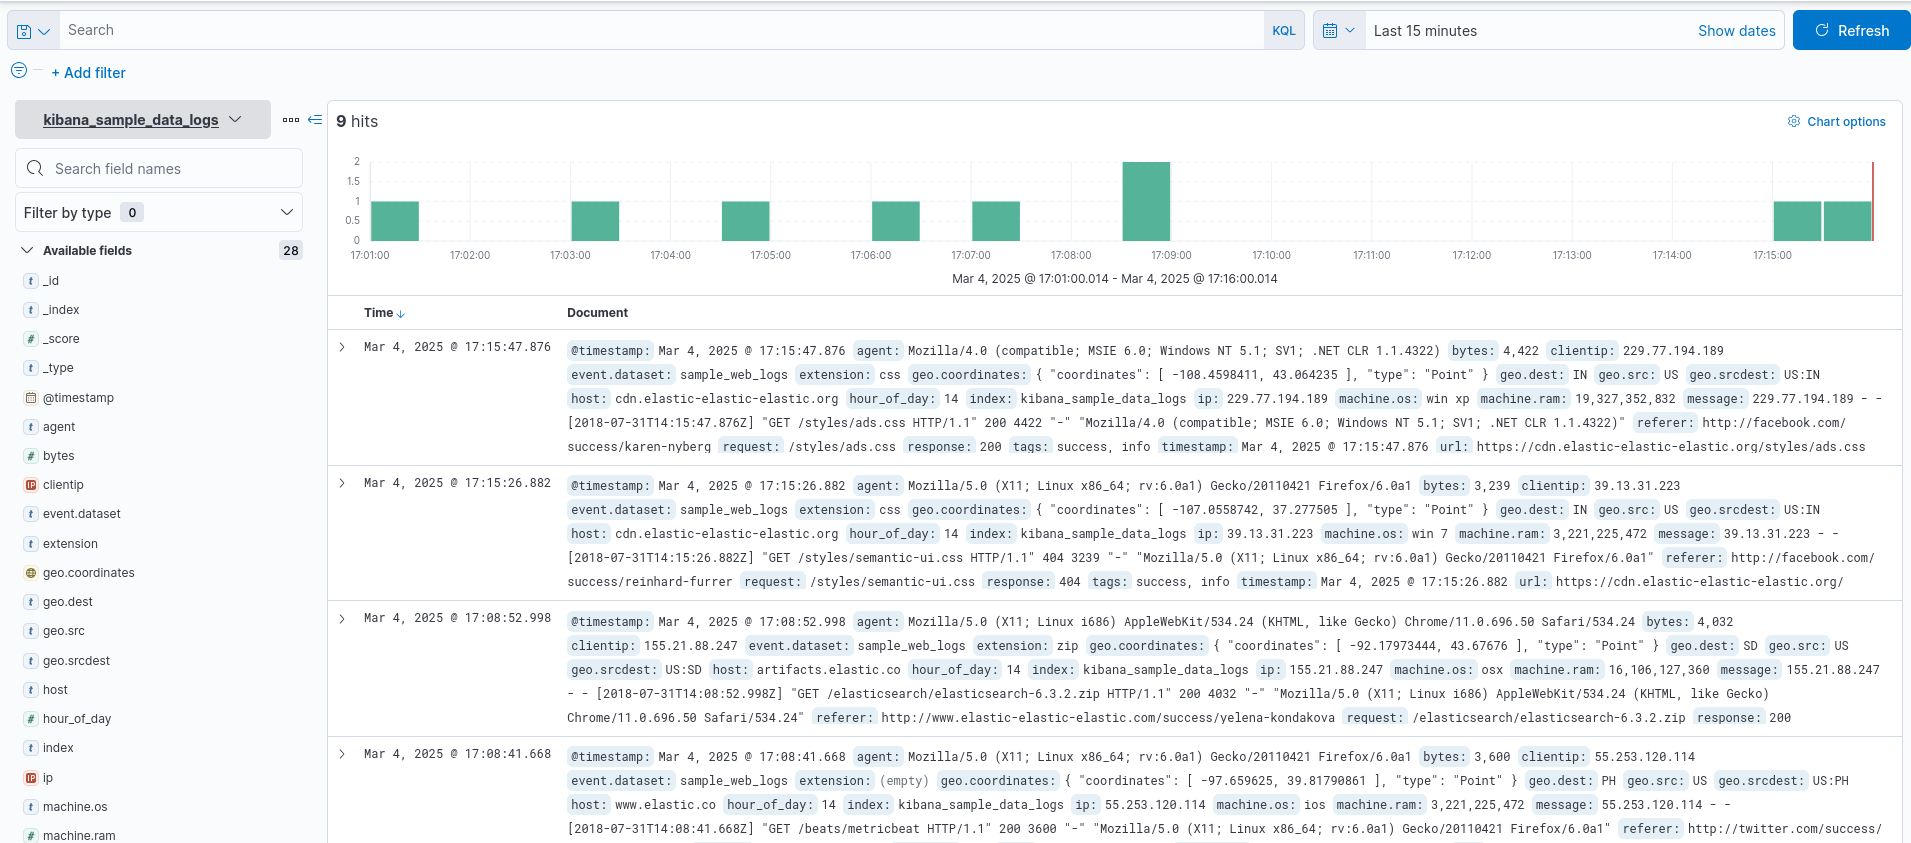 Search KQL Last 15 minutes Show dates Refresh
+ Add filter
kibana_sample_data_logs
Search field names
Filter by type 0
Available fields 28
t _id
t _index
# _score
t _type
@timestamp
t agent
# bytes
IP clientip
t event.dataset
t extension
geo.coordinates
t geo.dest
t geo.src
t geo.srcdest
t host
# hour_of_day
t index
IP ip
t machine.os
# machine.ram
9 hits
Chart options
2
1.5
1
0.5
0
17:01:00 17:02:00 17:03:00 17:04:00 17:05:00 17:06:00 17:07:00 17:08:00 17:09:00 17:10:00 17:11:00 17:12:00 17:13:00 17:14:00 17:15:00
Mar 4, 2025 @ 17:01:00.014 - Mar 4, 2025 @ 17:16:00.014
Time Document
Mar 4, 2025 @ 17:15:47.876
@timestamp: Mar 4, 2025 @ 17:15:47.876 agent: Mozilla/4.0 (compatible; MSIE 6.0; Windows NT 5.1; SV1; .NET CLR 1.1.4322) bytes: 4,422 clientip: 229.77.194.189
event.dataset: sample_web_logs extension: css geo.coordinates: { "coordinates": [ -108.4598411, 43.064235 ], "type": "Point" } geo.dest: IN geo.src: US geo.srcdest: US:IN
host: cdn.elastic-elastic-elastic.org hour_of_day: 14 index: kibana_sample_data_logs ip: 229.77.194.189 machine.os: win xp machine.ram: 19,327,352,832 message: 229.77.194.189 - -
[2018-07-31T14:15:47.876Z] "GET /styles/ads.css HTTP/1.1" 200 4422 "-" "Mozilla/4.0 (compatible; MSIE 6.0; Windows NT 5.1; SV1; .NET CLR 1.1.4322)" referer: http://facebook.com/
success/karen-nyberg request: /styles/ads.css response: 200 tags: success, info timestamp: Mar 4, 2025 @ 17:15:47.876 url: https://cdn.elastic-elastic-elastic.org/styles/ads.css
Mar 4, 2025 @ 17:15:26.882
@timestamp: Mar 4, 2025 @ 17:15:26.882 agent: Mozilla/5.0 (X11; Linux x86_64; rv:6.0a1) Gecko/20110421 Firefox/6.0a1 bytes: 3,239 clientip: 39.13.31.223
event.dataset: sample_web_logs extension: css geo.coordinates: { "coordinates": [ -107.0558742, 37.277505 ], "type": "Point" } geo.dest: IN geo.src: US geo.srcdest: US:IN
host: cdn.elastic-elastic-elastic.org hour_of_day: 14 index: kibana_sample_data_logs ip: 39.13.31.223 machine.os: win 7 machine.ram: 3,221,225,472 message: 39.13.31.223 - -
[2018-07-31T14:15:26.882Z] "GET /styles/semantic-ui.css HTTP/1.1" 404 3239 "-" "Mozilla/5.0 (X11; Linux x86_64; rv:6.0a1) Gecko/20110421 Firefox/6.0a1" referer: http://facebook.com/
success/reinhard-furrer request: /styles/semantic-ui.css response: 404 tags: success, info timestamp: Mar 4, 2025 @ 17:15:26.882 url: https://cdn.elastic-elastic-elastic.org/
Mar 4, 2025 @ 17:08:52.998
@timestamp: Mar 4, 2025 @ 17:08:52.998 agent: Mozilla/5.0 (X11; Linux i686) AppleWebKit/534.24 (KHTML, like Gecko) Chrome/11.0.696.50 Safari/534.24 bytes: 4,032
clientip: 155.21.88.247 event.dataset: sample_web_logs extension: zip geo.coordinates: { "coordinates": [ -92.17973444, 43.67676 ], "type": "Point" } geo.dest: SD geo.src: US
geo.srcdest: US:SD host: artifacts.elastic.co hour_of_day: 14 index: kibana_sample_data_logs ip: 155.21.88.247 machine.os: osx machine.ram: 16,106,127,360 message: 155.21.88.247
- - [2018-07-31T14:08:52.998Z] "GET /elasticsearch/elasticsearch-6.3.2.zip HTTP/1.1" 200 4032 "-" "Mozilla/5.0 (X11; Linux i686) AppleWebKit/534.24 (KHTML, like Gecko)
Chrome/11.0.696.50 Safari/534.24" referer: http://www.elastic-elastic-elastic.com/success/yelena-kondakova request: /elasticsearch/elasticsearch-6.3.2.zip response: 200
Mar 4, 2025 @ 17:08:41.668
@timestamp: Mar 4, 2025 @ 17:08:41.668 agent: Mozilla/5.0 (X11; Linux x86_64; rv:6.0a1) Gecko/20110421 Firefox/6.0a1 bytes: 3,600 clientip: 55.253.120.114
event.dataset: sample_web_logs extension: (empty) geo.coordinates: { "coordinates": [ -97.659625, 39.81790861 ], "type": "Point" } geo.dest: PH geo.src: US geo.srcdest: US:PH
host: www.elastic.co hour_of_day: 14 index: kibana_sample_data_logs ip: 55.253.120.114 machine.os: ios machine.ram: 3,221,225,472 message: 55.253.120.114 - -
[2018-07-31T14:08:41.668Z] "GET /beats/metricbeat HTTP/1.1" 200 3600 "-" "Mozilla/5.0 (X11; Linux x86_64; rv:6.0a1) Gecko/20110421 Firefox/6.0a1" referer: http://twitter.com/success/